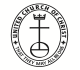 UNITED CHURCH OF CHRIST
THAT THEY MAY ALL BE ONE